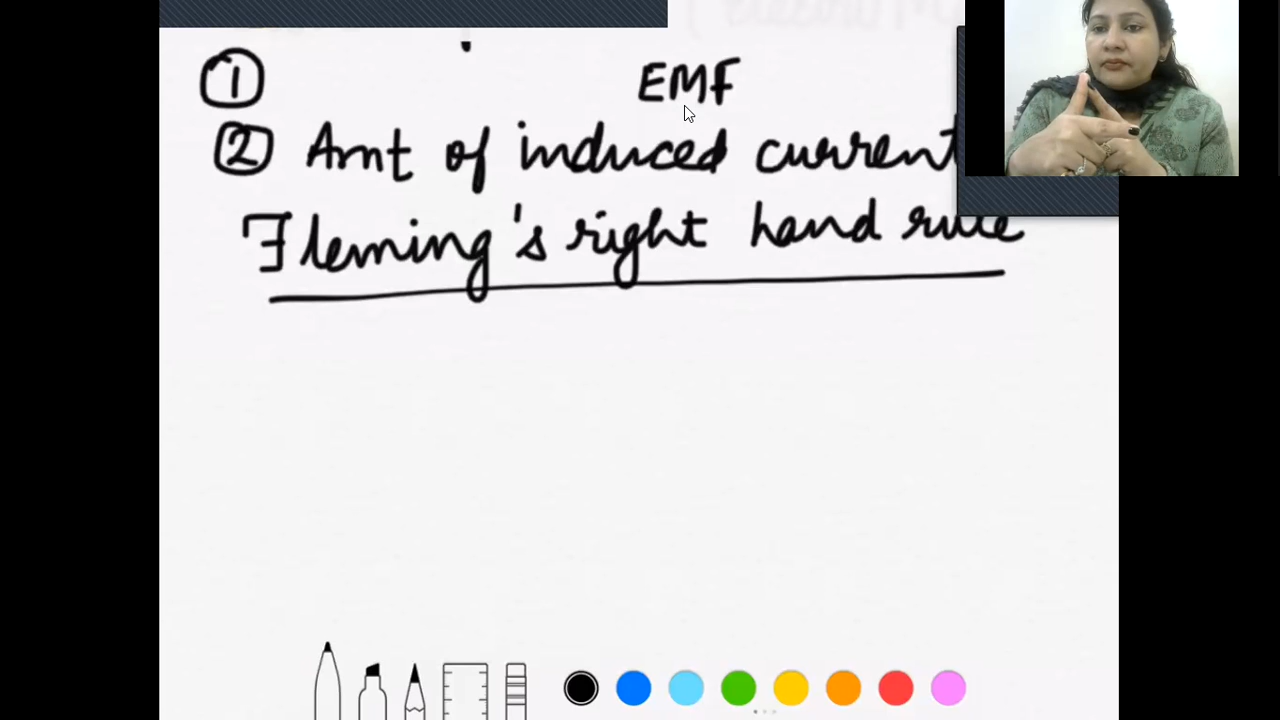 ① EMF
② Amt of induced current
Fleming's right hand rule